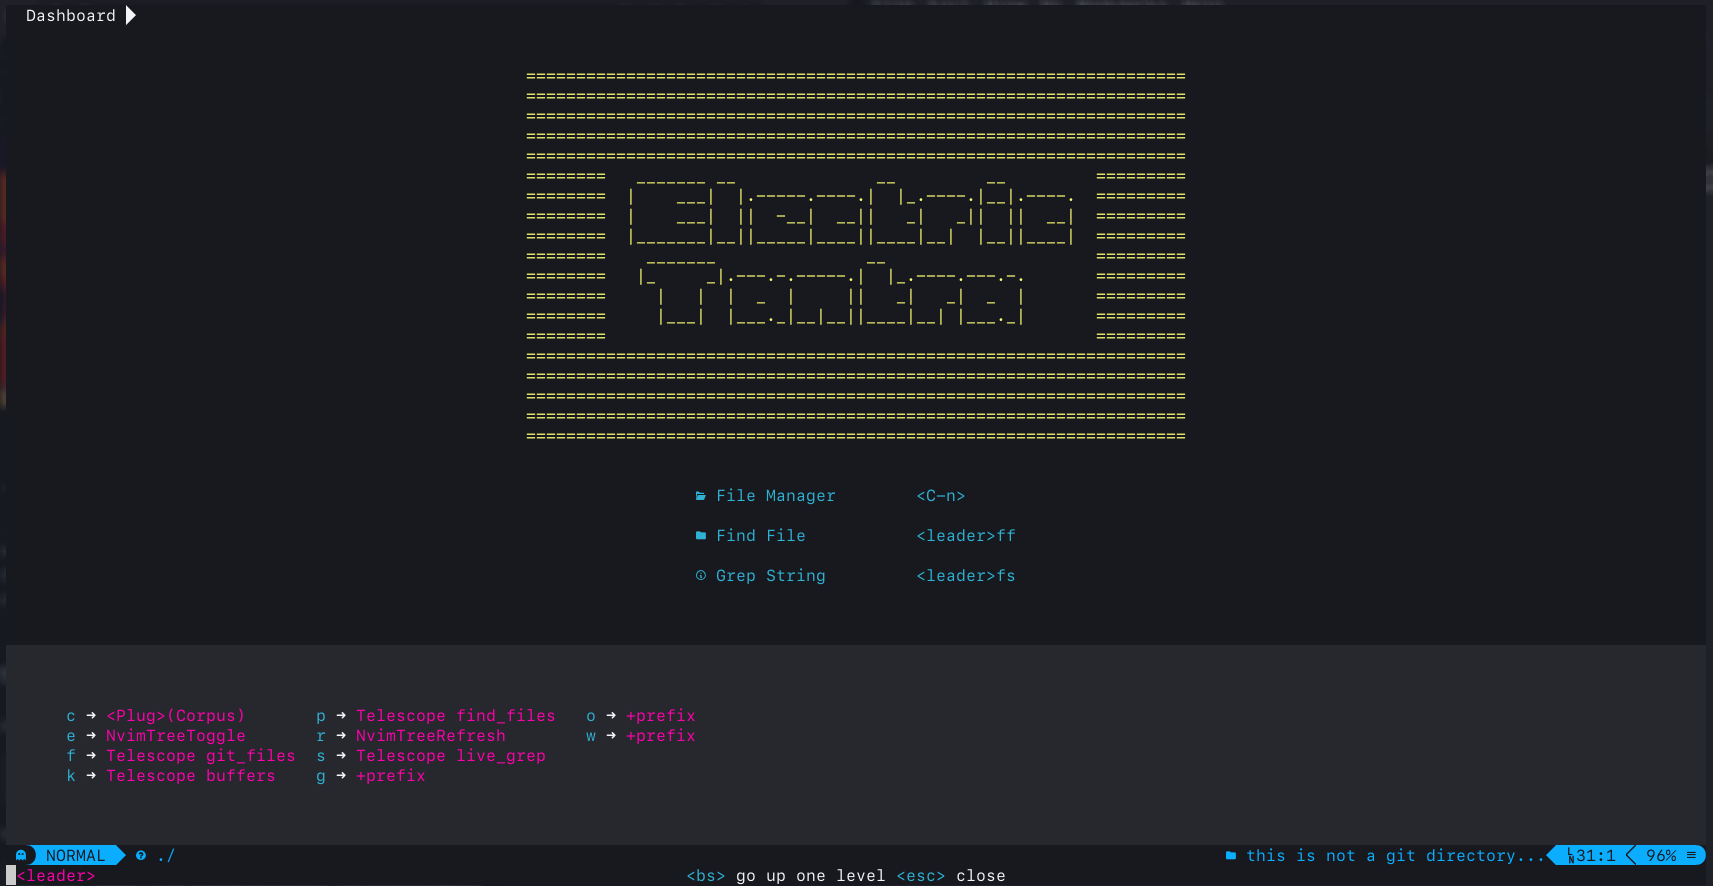 Dashboard
Electric
Tantra
File Manager <C-n>
Find File <leader>ff
Grep String <leader>fs
c → <Plug>(Corpus) p → Telescope find_files o → +prefix
e → NvimTreeToggle r → NvimTreeRefresh w → +prefix
f → Telescope git_files s → Telescope live_grep
k → Telescope buffers g → +prefix
NORMAL ./ this is not a git directory... 31:1 96% ≡
<leader> <bs> go up one level <esc> close